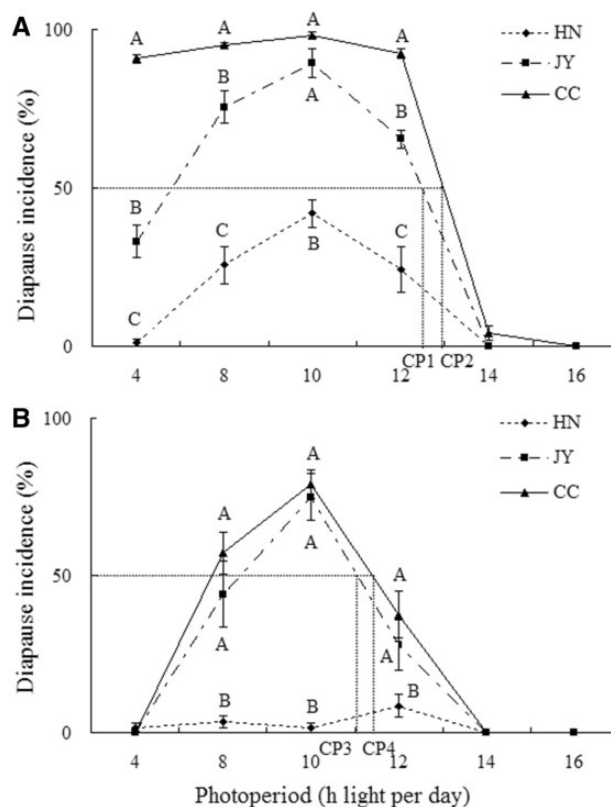 A
100
50
0
Diapause incidence (%)
HN
JY
CC
A A A A
B B
A
B
B
C C
B
C
CP1 CP2
4 8 10 12 14 16
B
100
50
0
Diapause incidence (%)
HN
JY
CC
A
A
A
A
A
A
B B B
CP3 CP4
4 8 10 12 14 16
Photoperiod (h light per day)